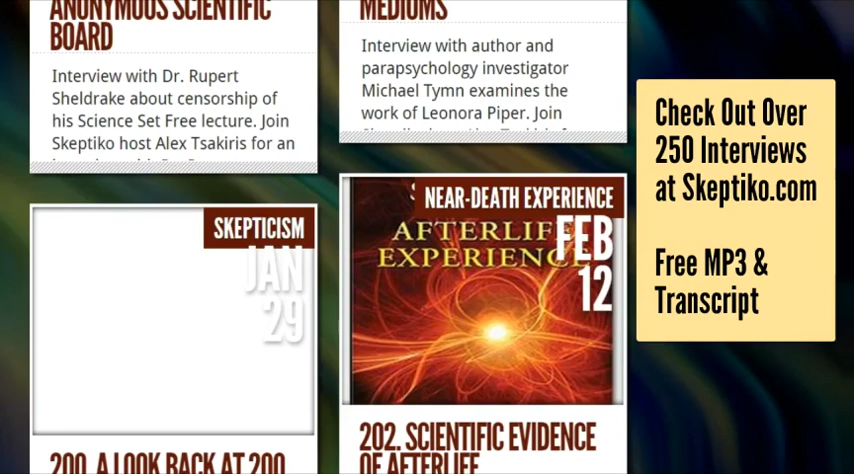 ANONYMOUS SCIENTIFIC
BOARD
Interview with Dr. Rupert
Sheldrake about censorship of
his Science Set Free lecture. Join
Skeptiko host Alex Tsakiris for an
SKEPTICISM
JAN
29
200. A LOOK BACK AT 200
MEDIUMS
Interview with author and
parapsychology investigator
Michael Tymn examines the
work of Leonora Piper. Join
NEAR-DEATH EXPERIENCE
FEB
12
AFTERLIFE
EXPERIENCE
202. SCIENTIFIC EVIDENCE
OF AFTERLIFE
Check Out Over
250 Interviews
at Skeptiko.com
Free MP3 &
Transcript